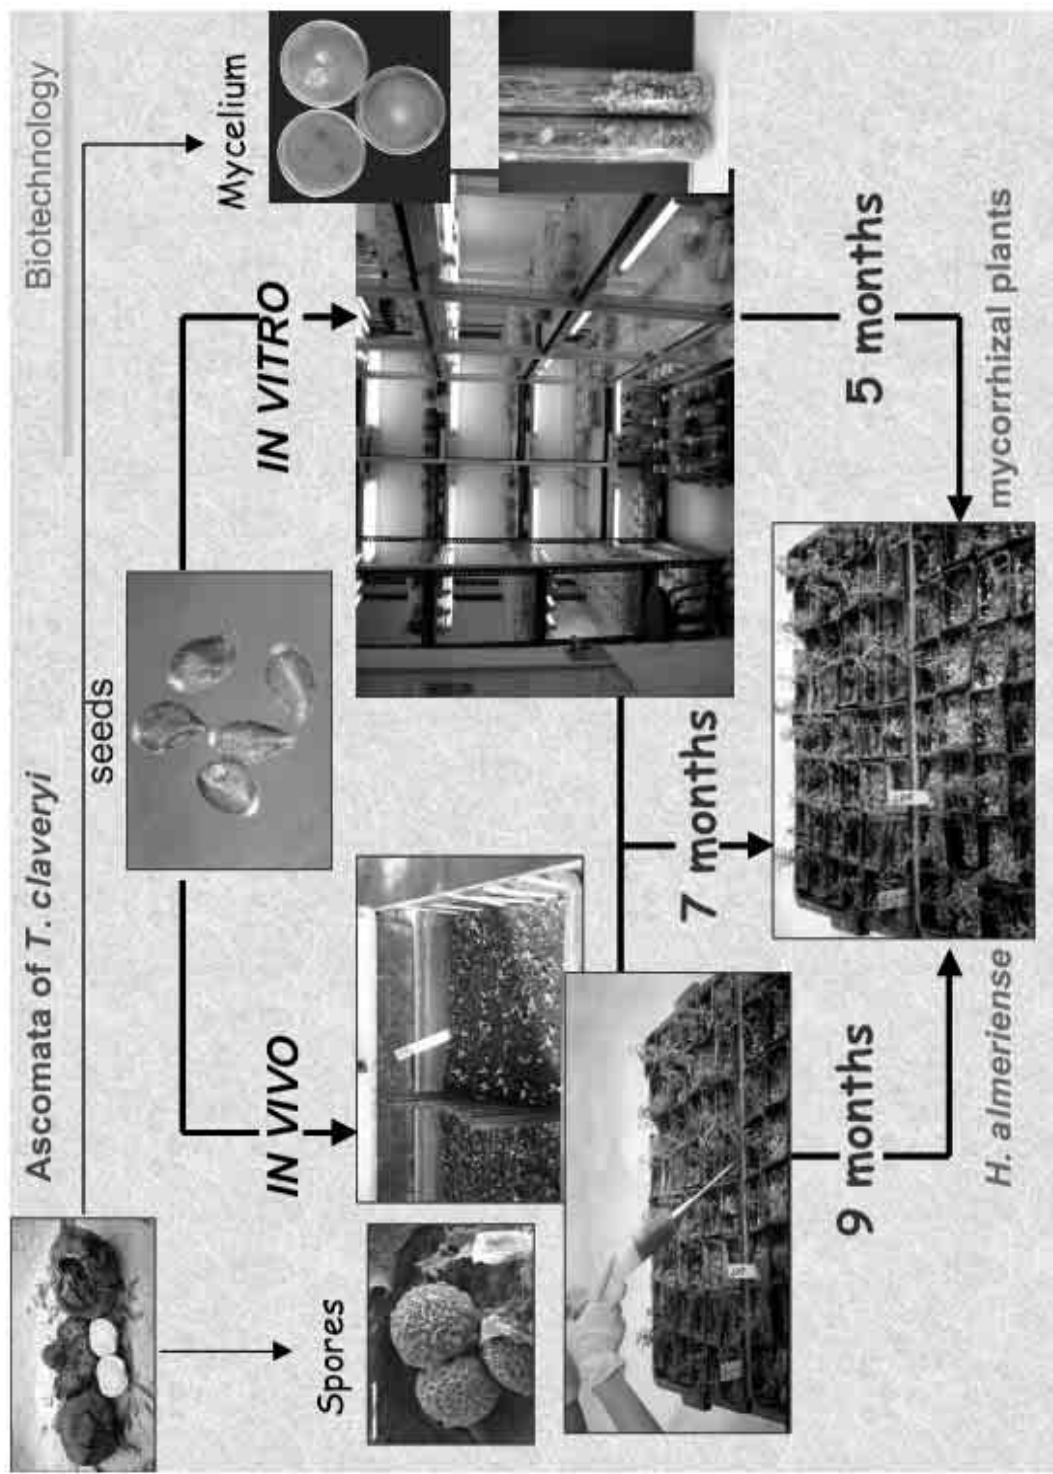 Biotechnology
Ascomata of T. claveryi
seeds
Mycelium
IN VIVO
IN VITRO
Spores
7 months
9 months
5 months
H. almeriense
mycorrhizal plants